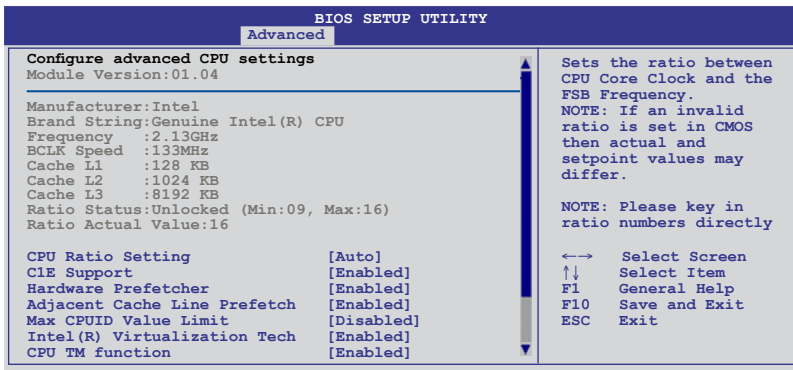 BIOS SETUP UTILITY
Advanced
Configure advanced CPU settings
Module Version:01.04
Manufacturer:Intel
Brand String:Genuine Intel(R) CPU
Frequency :2.13GHz
BCLK Speed :133MHz
Cache L1 :128 KB
Cache L2 :1024 KB
Cache L3 :8192 KB
Ratio Status:Unlocked (Min:09, Max:16)
Ratio Actual Value:16
CPU Ratio Setting [Auto]
C1E Support [Enabled]
Hardware Prefetcher [Enabled]
Adjacent Cache Line Prefetch [Enabled]
Max CPUID Value Limit [Disabled]
Intel(R) Virtualization Tech [Enabled]
CPU TM function [Enabled]
Sets the ratio between
CPU Core Clock and the
FSB Frequency.
NOTE: If an invalid
ratio is set in CMOS
then actual and
setpoint values may
differ.
NOTE: Please key in
ratio numbers directly
←→ Select Screen
↑↓ Select Item
F1 General Help
F10 Save and Exit
ESC Exit